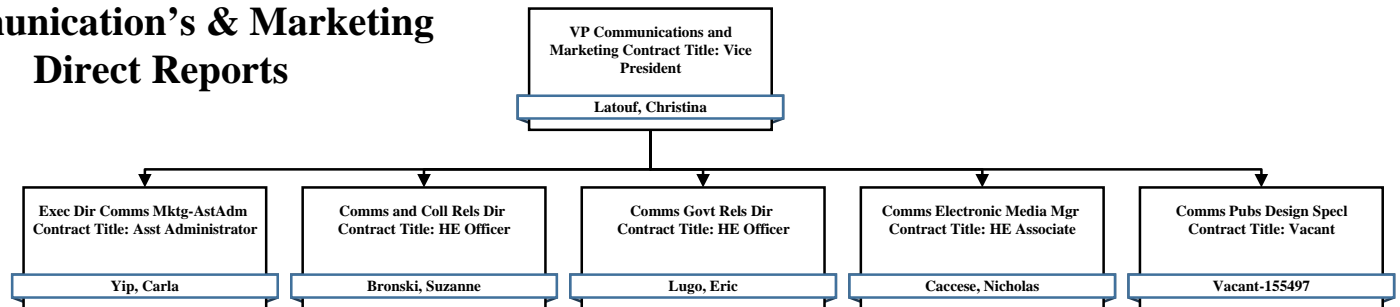 unication’s & Marketing
Direct Reports
VP Communications and
Marketing Contract Title: Vice
President
Latouf, Christina
Exec Dir Comms Mktg-AstAdm
Contract Title: Asst Administrator
Yip, Carla
Comms and Coll Rels Dir
Contract Title: HE Officer
Bronski, Suzanne
Comms Govt Rels Dir
Contract Title: HE Officer
Lugo, Eric
Comms Electronic Media Mgr
Contract Title: HE Associate
Caccese, Nicholas
Comms Pubs Design Specl
Contract Title: Vacant
Vacant-155497